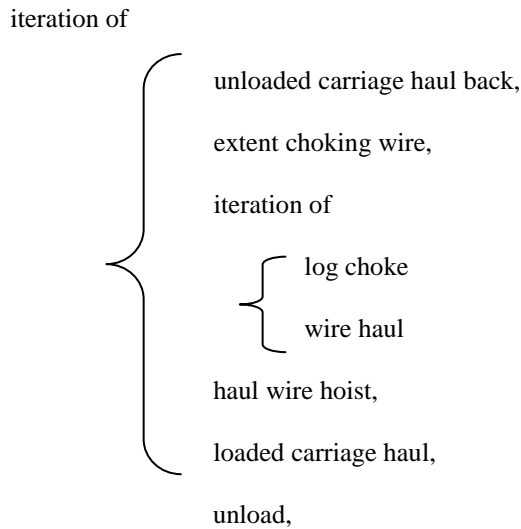 iteration of
unloaded carriage haul back,
extent choking wire,
iteration of
log choke
wire haul
haul wire hoist,
loaded carriage haul,
unload,